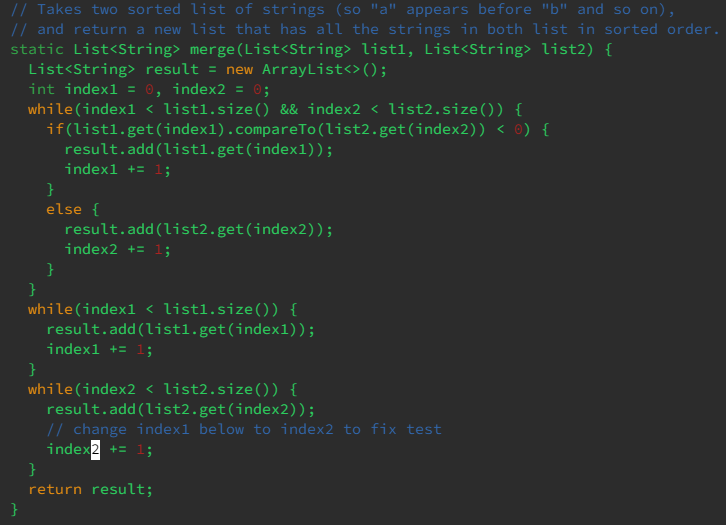 // Takes two sorted list of strings (so "a" appears before "b" and so on),
// and return a new list that has all the strings in both list in sorted order.
static List<String> merge(List<String> list1, List<String> list2) {
  List<String> result = new ArrayList<>();
  int index1 = 0, index2 = 0;
  while(index1 < list1.size() && index2 < list2.size()) {
    if(list1.get(index1).compareTo(list2.get(index2)) < 0) {
      result.add(list1.get(index1));
      index1 += 1;
    }
    else {
      result.add(list2.get(index2));
      index2 += 1;
    }
  }
  while(index1 < list1.size()) {
    result.add(list1.get(index1));
    index1 += 1;
  }
  while(index2 < list2.size()) {
    result.add(list2.get(index2));
    // change index1 below to index2 to fix test
    index2 += 1;
  }
  return result;
}